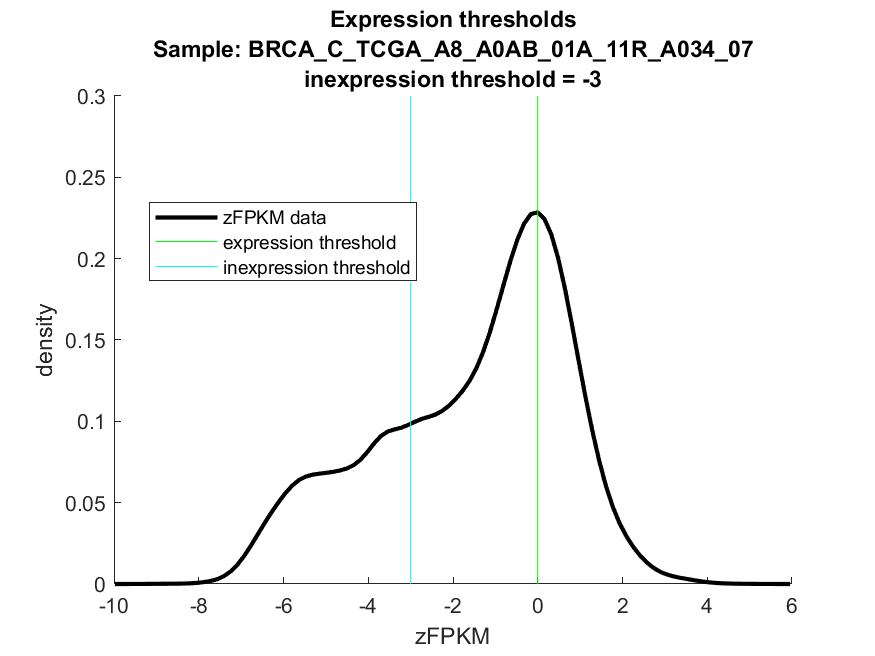 Expression thresholds
Sample: BRCA_C_TCGA_A8_A0AB_01A_11R_A034_07
inexpression threshold = -3
0.3
0.25
0.2
0.15
0.1
0.05
0
density
zFPKM data
expression threshold
inexpression threshold
-10 -8 -6 -4 -2 0 2 4 6
zFPKM